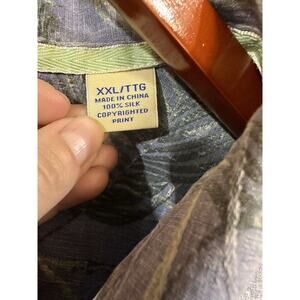 XXL/TTG
MADE IN CHINA
100% SILK
COPYRIGHTED
PRINT